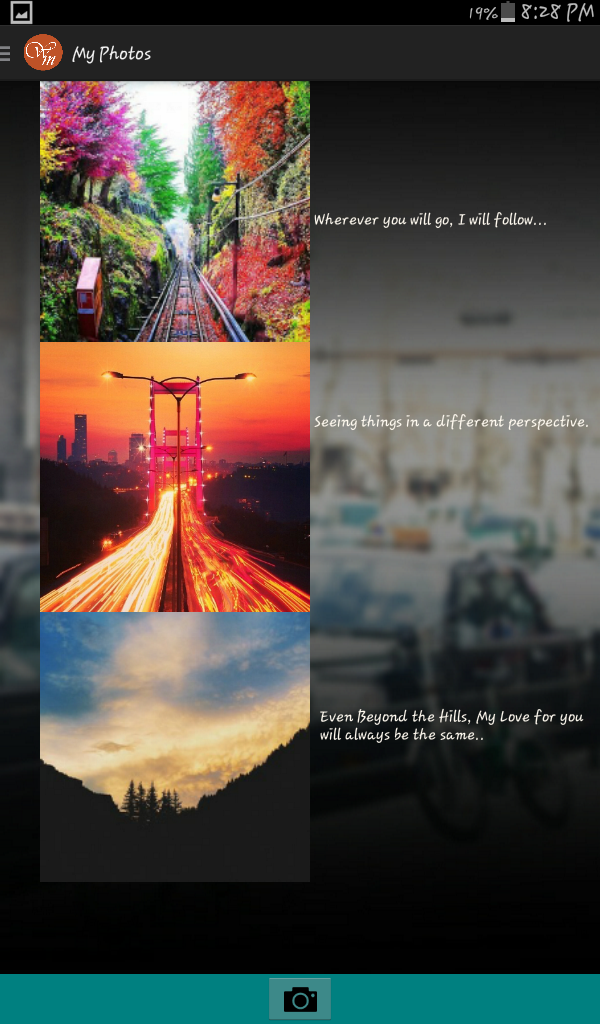 19% 8:28 PM
Wm My Photos
Wherever you will go, I will follow...
Seeing things in a different perspective.
Even Beyond the Hills, My Love for you
will always be the same..